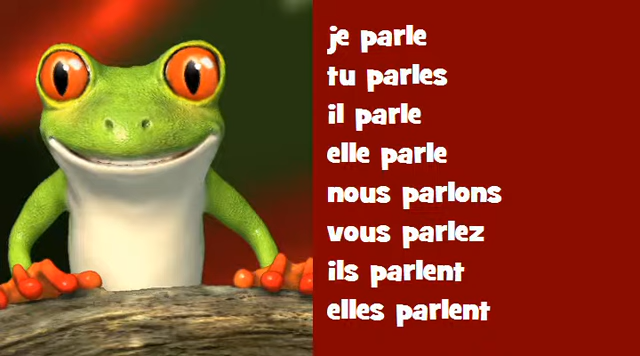 je parle
tu parles
il parle
elle parle
nous parlons
vous parlez
ils parlent
elles parlent